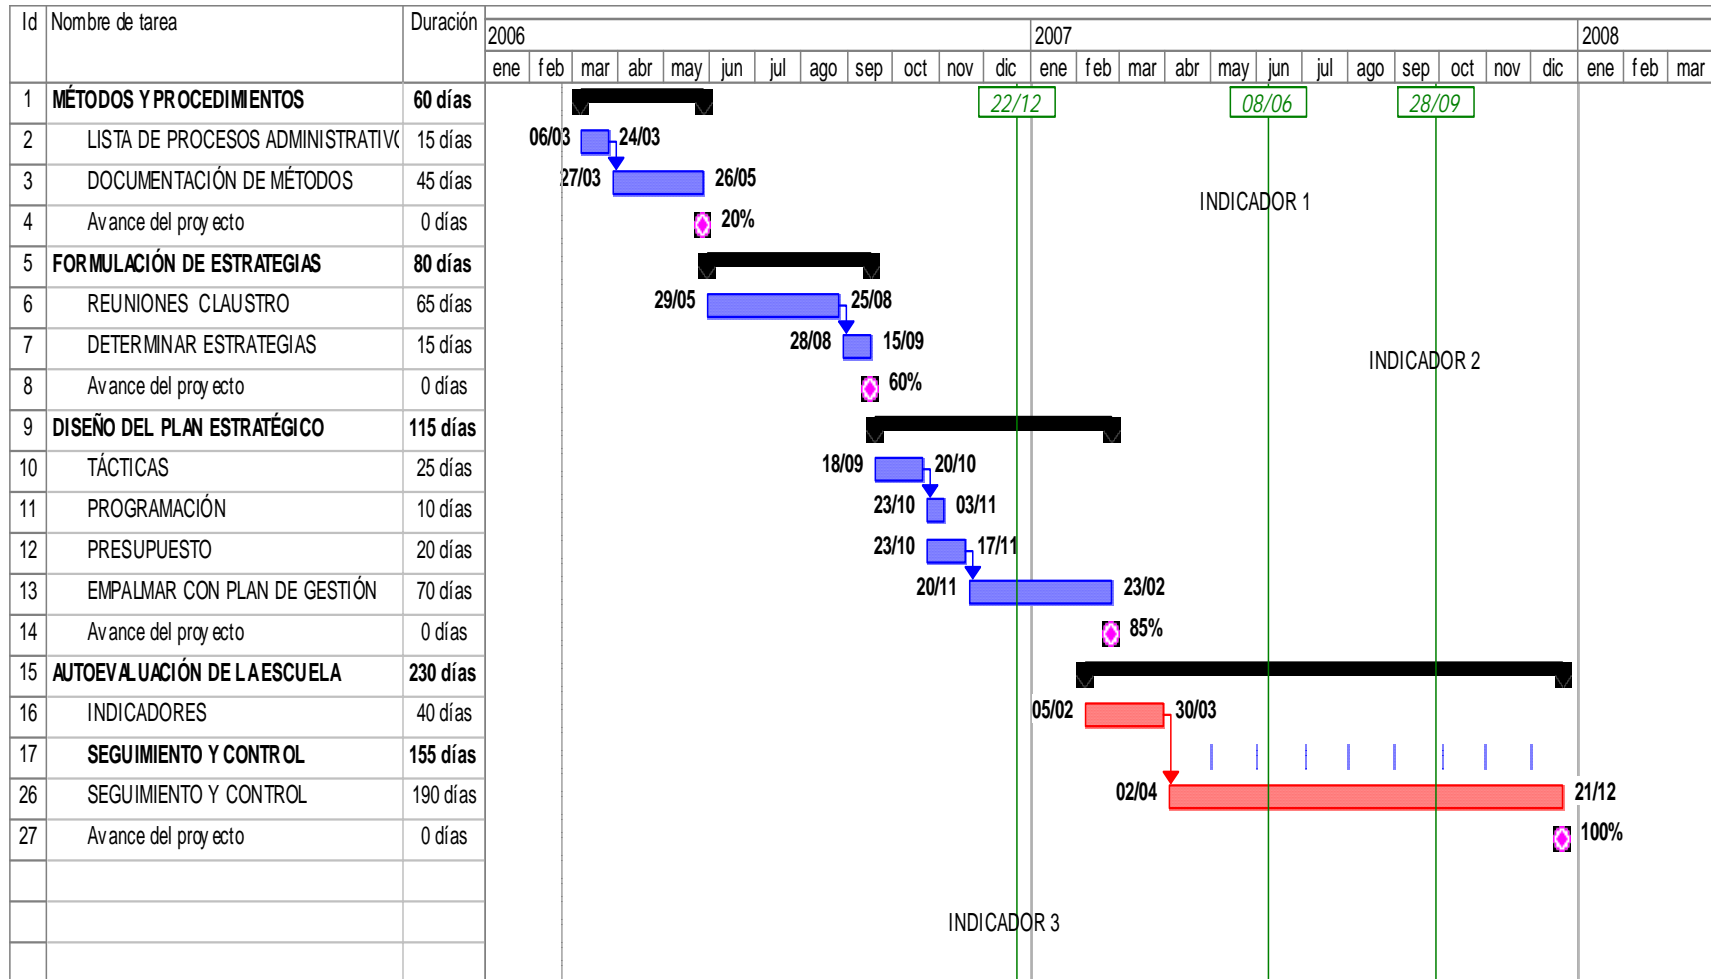 Id Nombre de tarea Duración
2006 2007 2008
ene feb mar abr may jun jul ago sep oct nov dic ene feb mar abr may jun jul ago sep oct nov dic ene feb mar
1 MÉTODOS Y PROCEDIMIENTOS 60 días 22/12 08/06 28/09
2 LISTA DE PROCESOS ADMINISTRATIVO 15 días 06/03 24/03
3 DOCUMENTACIÓN DE MÉTODOS 45 días 27/03 26/05
INDICADOR 1
4 Avance del proyecto 0 días 20%
5 FORMULACIÓN DE ESTRATEGIAS 80 días
6 REUNIONES CLAUSTRO 65 días 29/05 25/08
7 DETERMINAR ESTRATEGIAS 15 días 28/08 15/09
INDICADOR 2
8 Avance del proyecto 0 días 60%
9 DISEÑO DEL PLAN ESTRATÉGICO 115 días
10 TÁCTICAS 25 días 18/09 20/10
11 PROGRAMACIÓN 10 días 23/10 03/11
12 PRESUPUESTO 20 días 23/10 17/11
13 EMPALMAR CON PLAN DE GESTIÓN 70 días 20/11 23/02
14 Avance del proyecto 0 días 85%
15 AUTOEVALUACIÓN DE LA ESCUELA 230 días
16 INDICADORES 40 días 05/02 30/03
17 SEGUIMIENTO Y CONTROL 155 días
26 SEGUIMIENTO Y CONTROL 190 días 02/04 21/12
27 Avance del proyecto 0 días 100%
INDICADOR 3